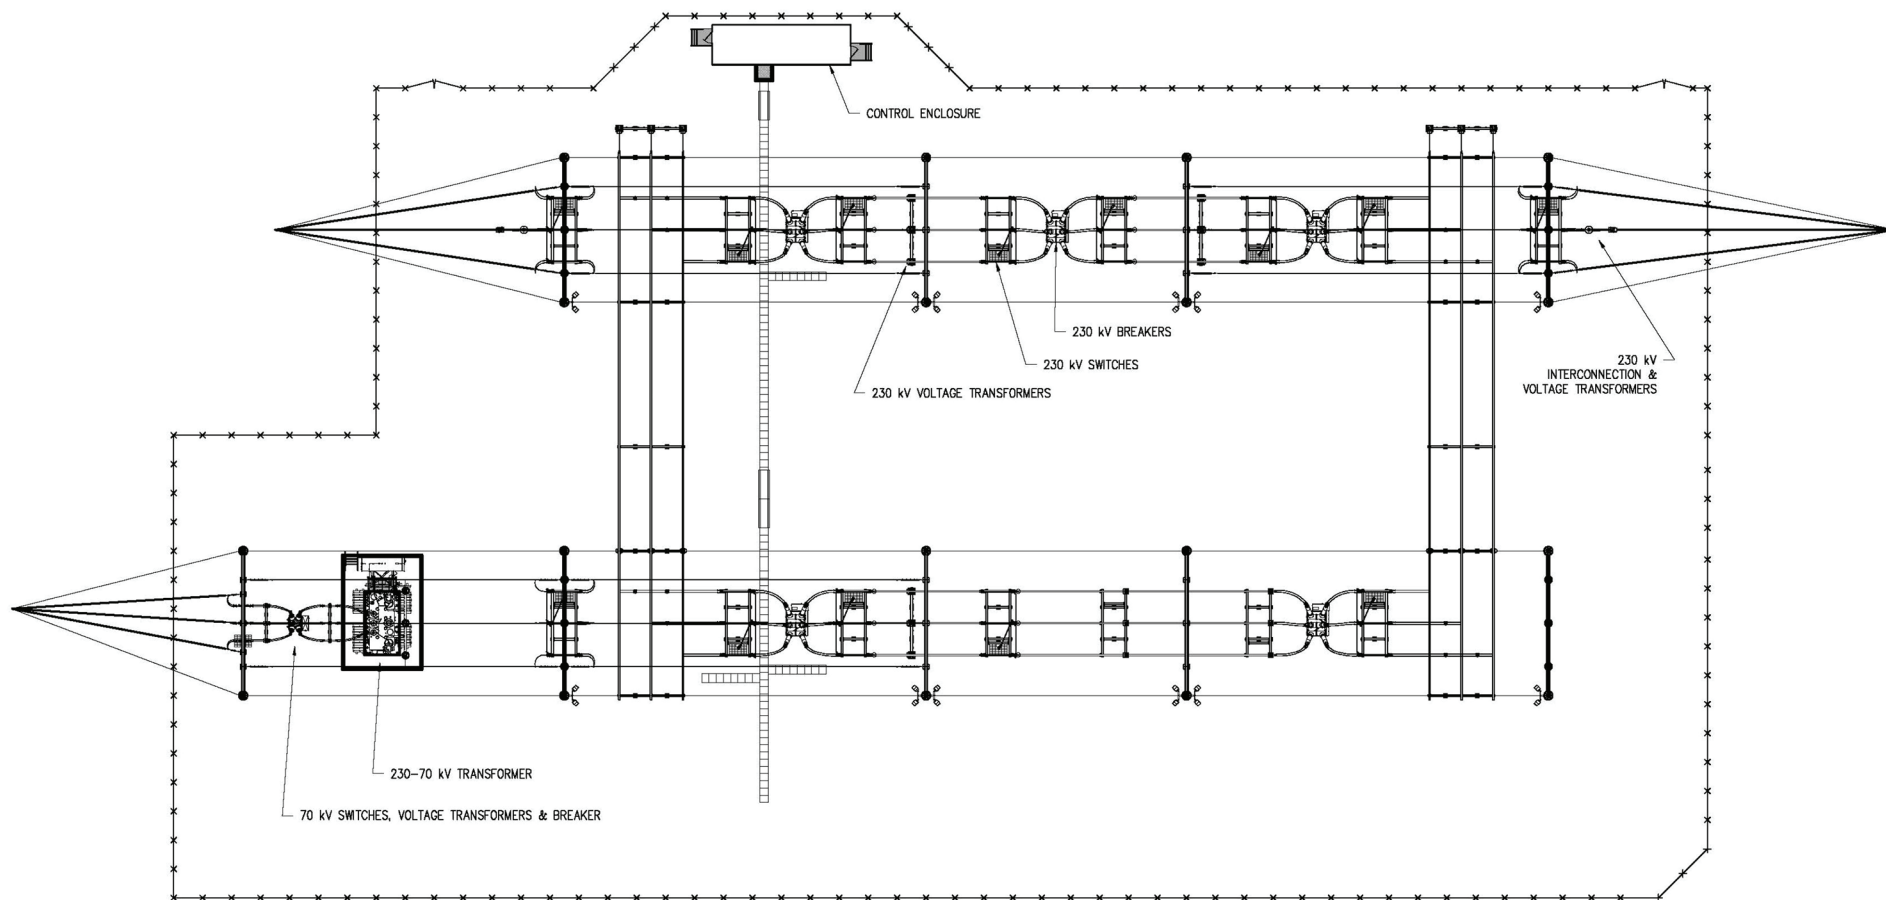 CONTROL ENCLOSURE
230 kV BREAKERS
230 kV SWITCHES
230 kV VOLTAGE TRANSFORMERS
230 kV
INTERCONNECTION &
VOLTAGE TRANSFORMERS
230-70 kV TRANSFORMER
70 kV SWITCHES, VOLTAGE TRANSFORMERS & BREAKER